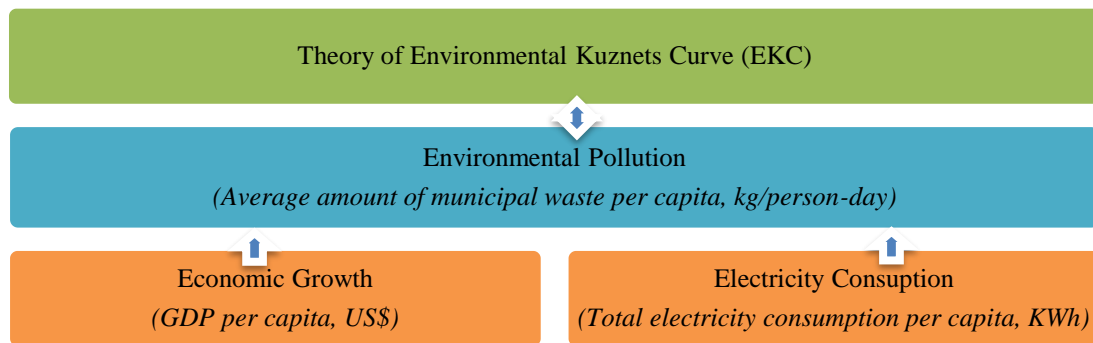 Theory of Environmental Kuznets Curve (EKC)
Environmental Pollution
(Average amount of municipal waste per capita, kg/person-day)
Economic Growth
(GDP per capita, US$)
Electricity Consuption
(Total electricity consumption per capita, KWh)